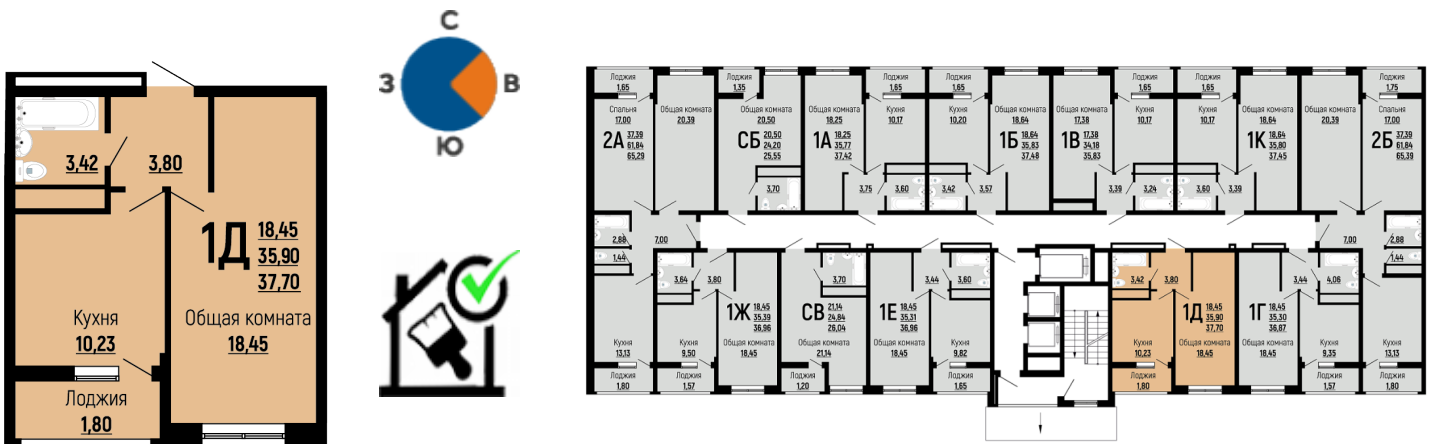 3,42
3,80
1Д
18,45
35,90
37,70
Кухня
10,23
Общая комната
18,45
Лоджия
1,80
С
З
В
Ю
Лоджия
1,65
Спальня
17.00
2А
37.39
61.84
65.29
Общая комната
20.39
2,88
1,44
7,00
Лоджия
1,35
Общая комната
20.50
СБ
20.50
24.20
25.55
3,70
Общая комната
18.25
1А
18.25
35.77
37.42
3,75
Лоджия
1,65
Кухня
10,17
3,60
Лоджия
1,65
Кухня
10,20
3,42
Общая комната
18.64
1Б
18.64
35.83
37.48
3,57
Общая комната
17.38
1В
17.38
34.18
35.83
3,39
Лоджия
1,65
Кухня
10,17
3,24
Лоджия
1,65
Кухня
10,17
3,60
Общая комната
18.64
1К
18.64
35.80
37.45
3,39
Общая комната
20.39
Лоджия
1,75
Спальня
17.00
2Б
37.39
61.84
65.39
7,00
2,88
1,44
Кухня
13,13
Лоджия
1,80
3,64
3,80
1Ж
18.45
35.39
36.96
Кухня
9,50
Общая комната
18.45
Лоджия
1,57
3,70
СВ
21.14
24.84
26.04
Общая комната
21.14
Лоджия
1,20
3,44
3,60
1Е
18.45
35.31
36.96
Общая комната
18.45
Кухня
9,82
Лоджия
1,65
3,42
3,80
1Д
18.45
35.90
37.70
Кухня
10,23
Общая комната
18.45
Лоджия
1,80
3,44
4,06
1Г
18.45
35.30
36.87
Общая комната
18.45
Кухня
9,35
Лоджия
1,57
Кухня
13,13
Лоджия
1,80